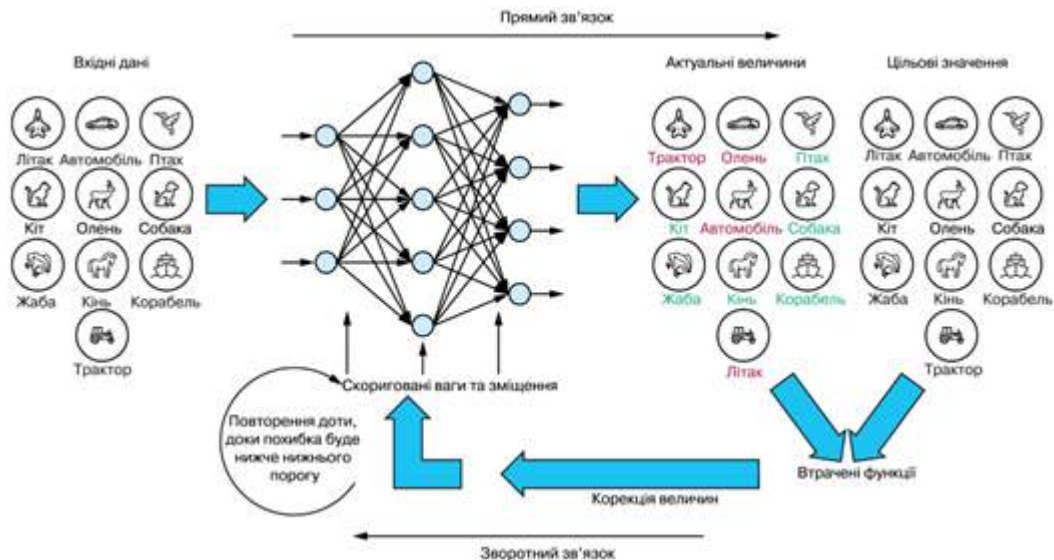 Прямий зв'язок
Вхідні дані
Актуальні величини
Цільові значення
Літак Автомобіль Птах
Кіт Олень Собака
Жаба Кінь Корабель
Трактор
Трактор Олень Птах
Кіт Автомобіль Собака
Жаба Кінь Корабель
Літак
Літак Автомобіль Птах
Кіт Олень Собака
Жаба Кінь Корабель
Трактор
Скориговані ваги та зміщення
Повторення доти,
доки похибка буде
нижче нижнього
порогу
Втрачені функції
Корекція величин
Зворотний зв'язок